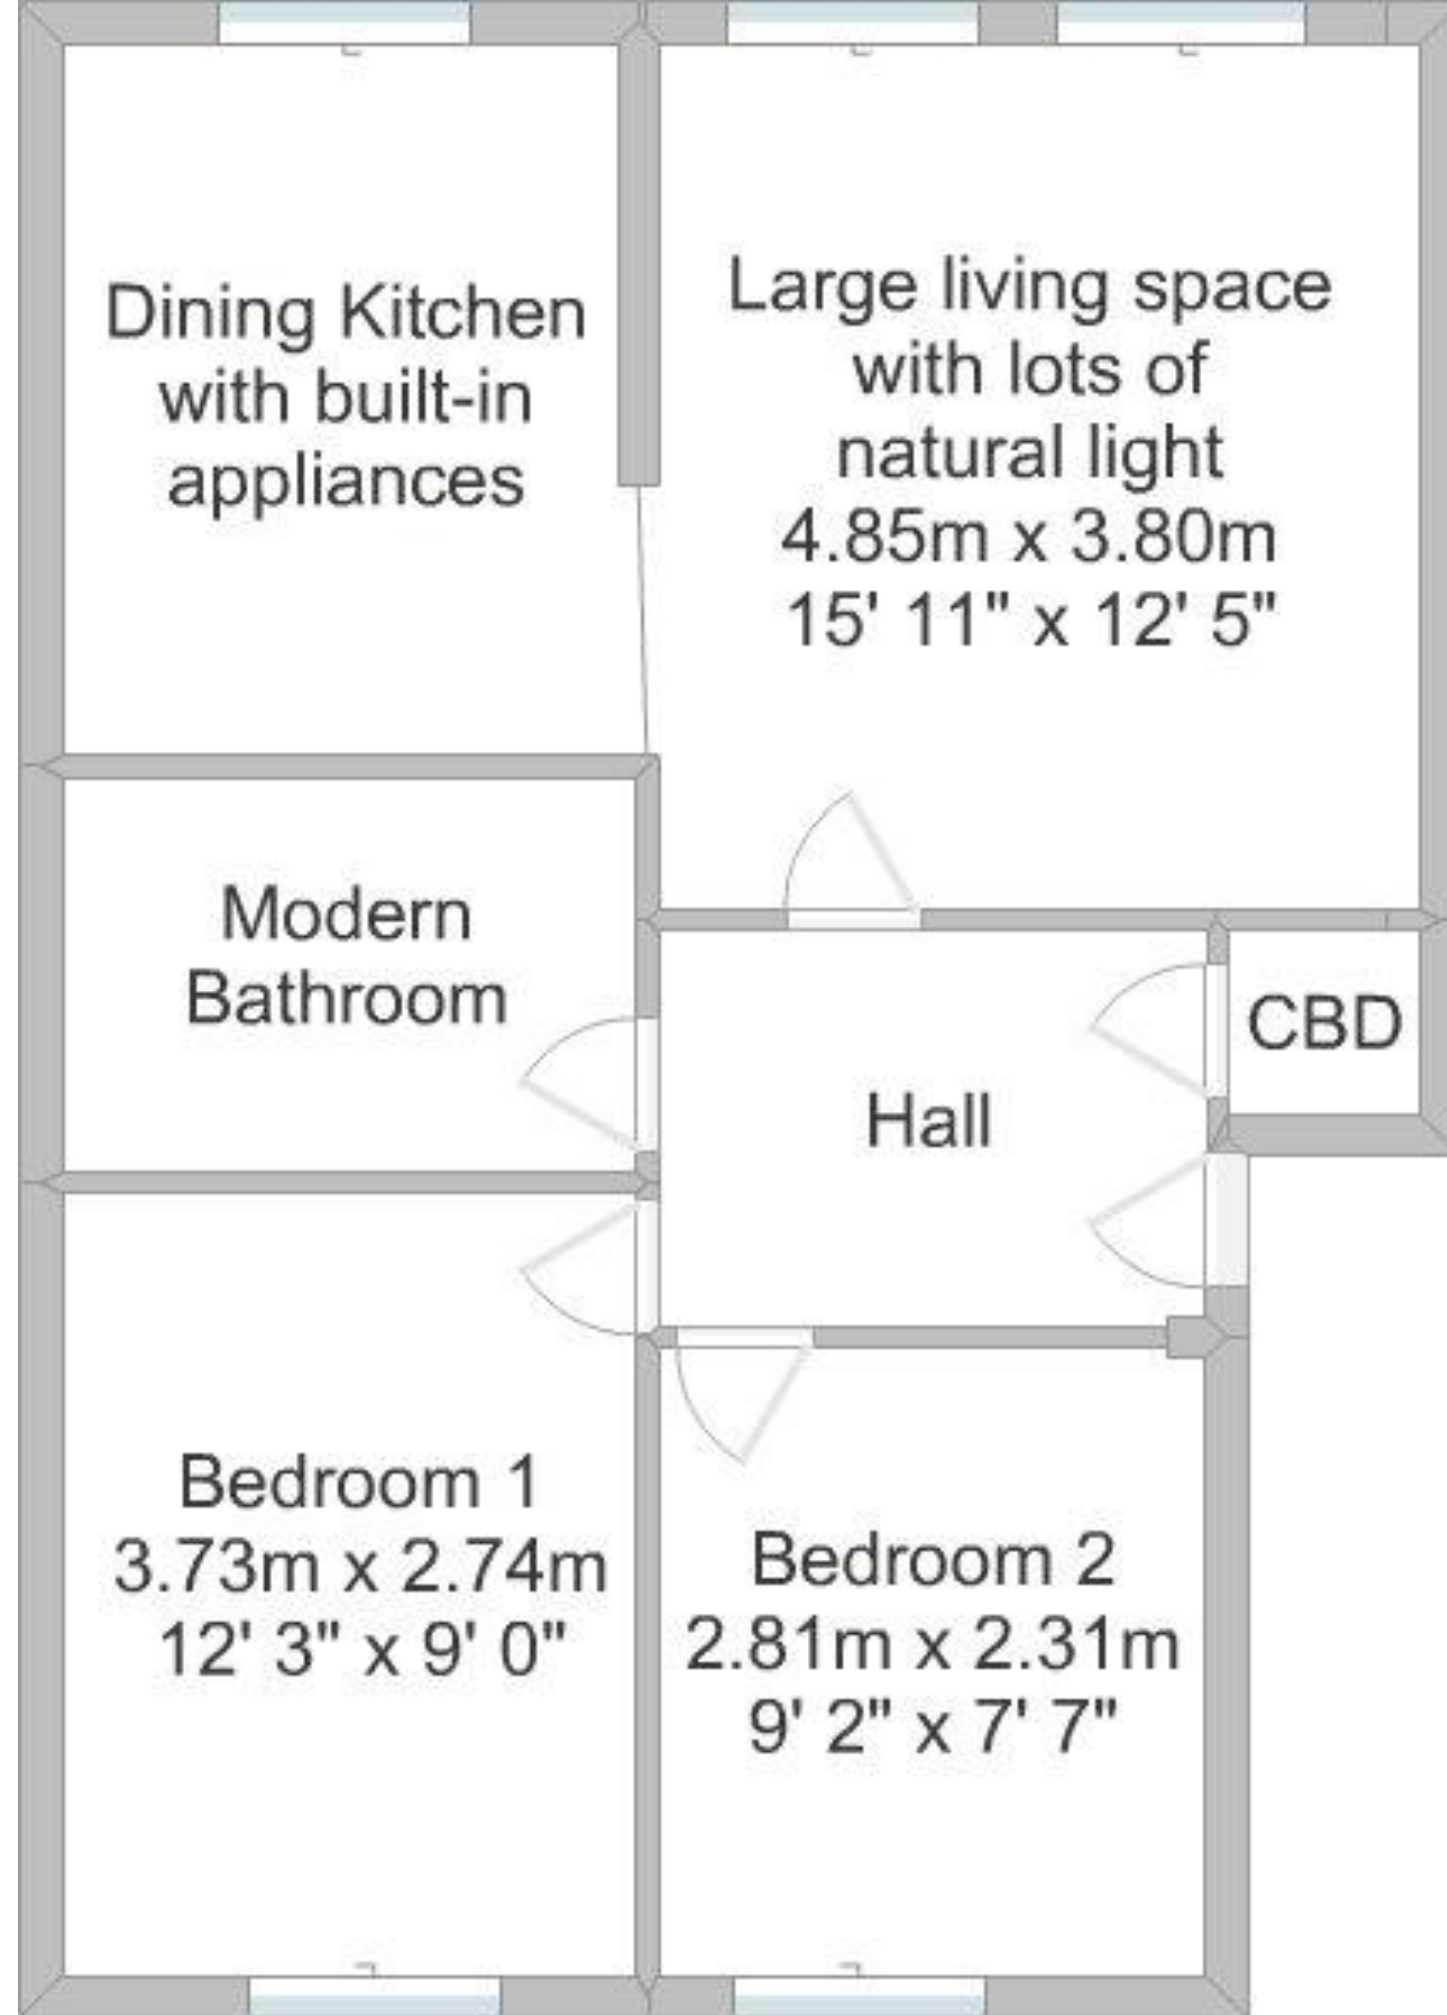 Dining Kitchen
with built-in
appliances
Large living space
with lots of
natural light
4.85m x 3.80m
15' 11" x 12' 5"
Modern
Bathroom
Hall
CBD
Bedroom 1
3.73m x 2.74m
12' 3" x 9' 0"
Bedroom 2
2.81m x 2.31m
9' 2" x 7' 7"